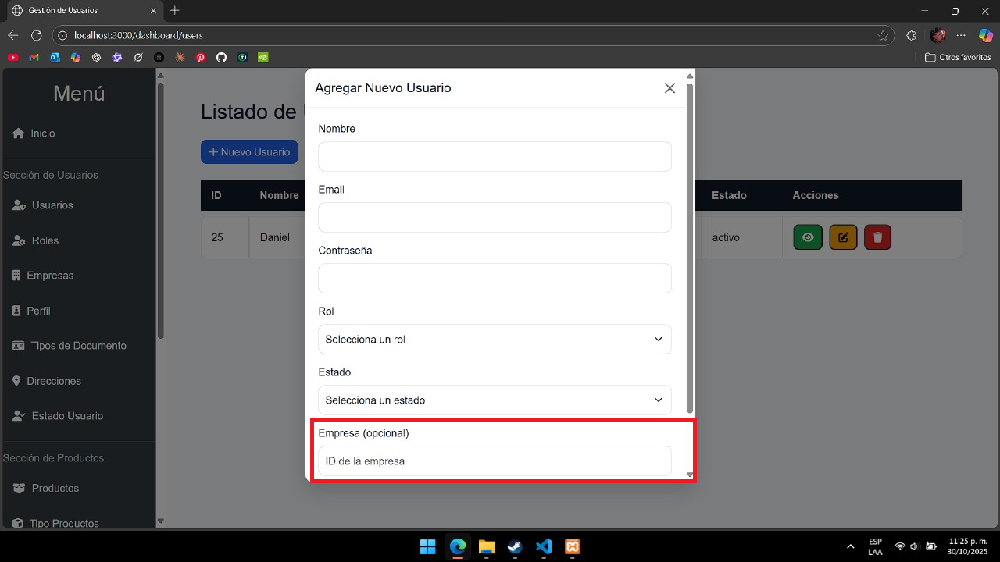 Gestión de Usuarios
localhost:3000/dashboard/users
Otros favoritos
Menú
Inicio
Sección de Usuarios
Usuarios
Roles
Empresas
Perfil
Tipos de Documento
Direcciones
Estado Usuario
Sección de Productos
Productos
Tipo Productos
Listado de
+ Nuevo Usuario
ID Nombre Estado Acciones
25 Daniel activo
Agregar Nuevo Usuario
Nombre
Email
Contraseña
Rol
Selecciona un rol
Estado
Selecciona un estado
Empresa (opcional)
ID de la empresa
ESP
LAA
11:25 p. m.
30/10/2025